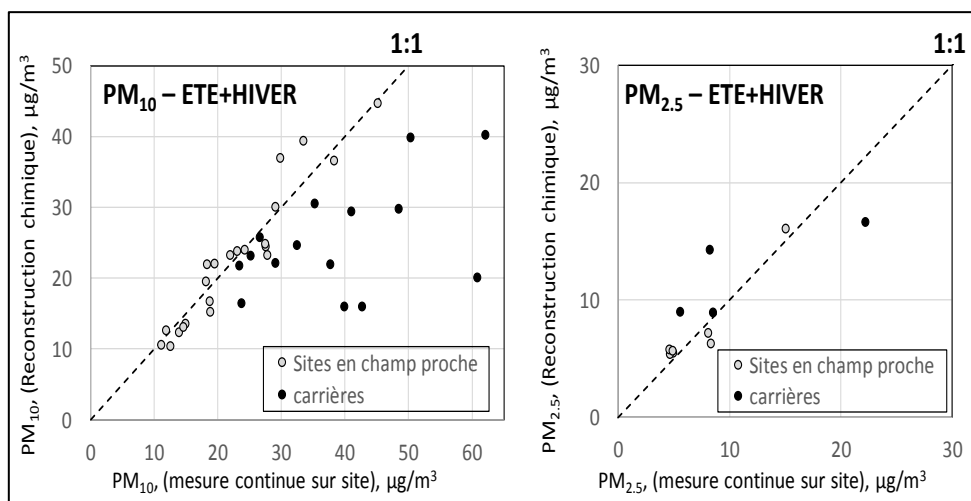 1:1
PM10 – ETE+HIVER
PM10, (Reconstruction chimique), µg/m³
50
40
30
20
10
0
0 10 20 30 40 50 60
Sites en champ proche
carrières
PM10, (mesure continue sur site), µg/m³
1:1
PM2.5 – ETE+HIVER
PM2.5, (Reconstruction chimique), µg/m³
30
20
10
0
0 10 20 30
Sites en champ proche
carrières
PM2.5, (mesure continue sur site), µg/m³